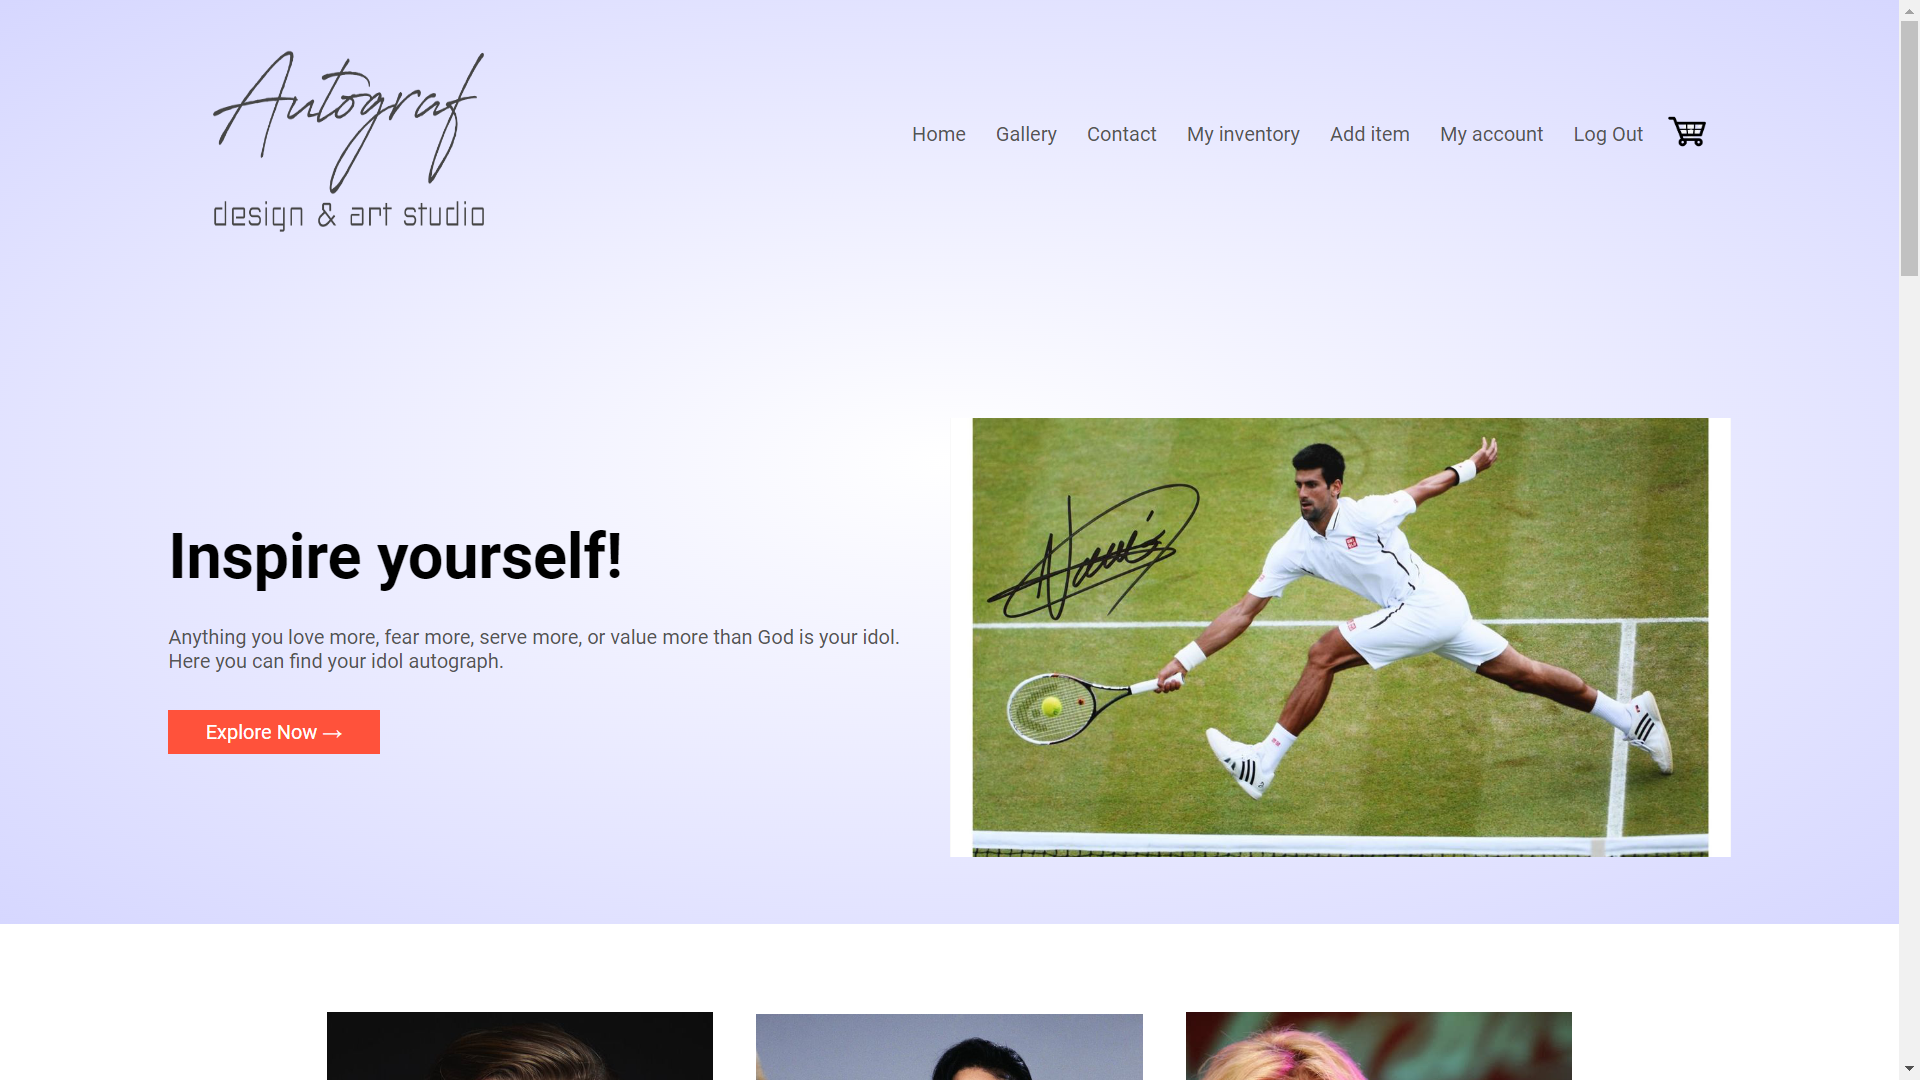 Autograf
design & art studio
Home Gallery Contact My inventory Add item My account Log Out
Inspire yourself!
Anything you love more, fear more, serve more, or value more than God is your idol.
Here you can find your idol autograph.
Explore Now →